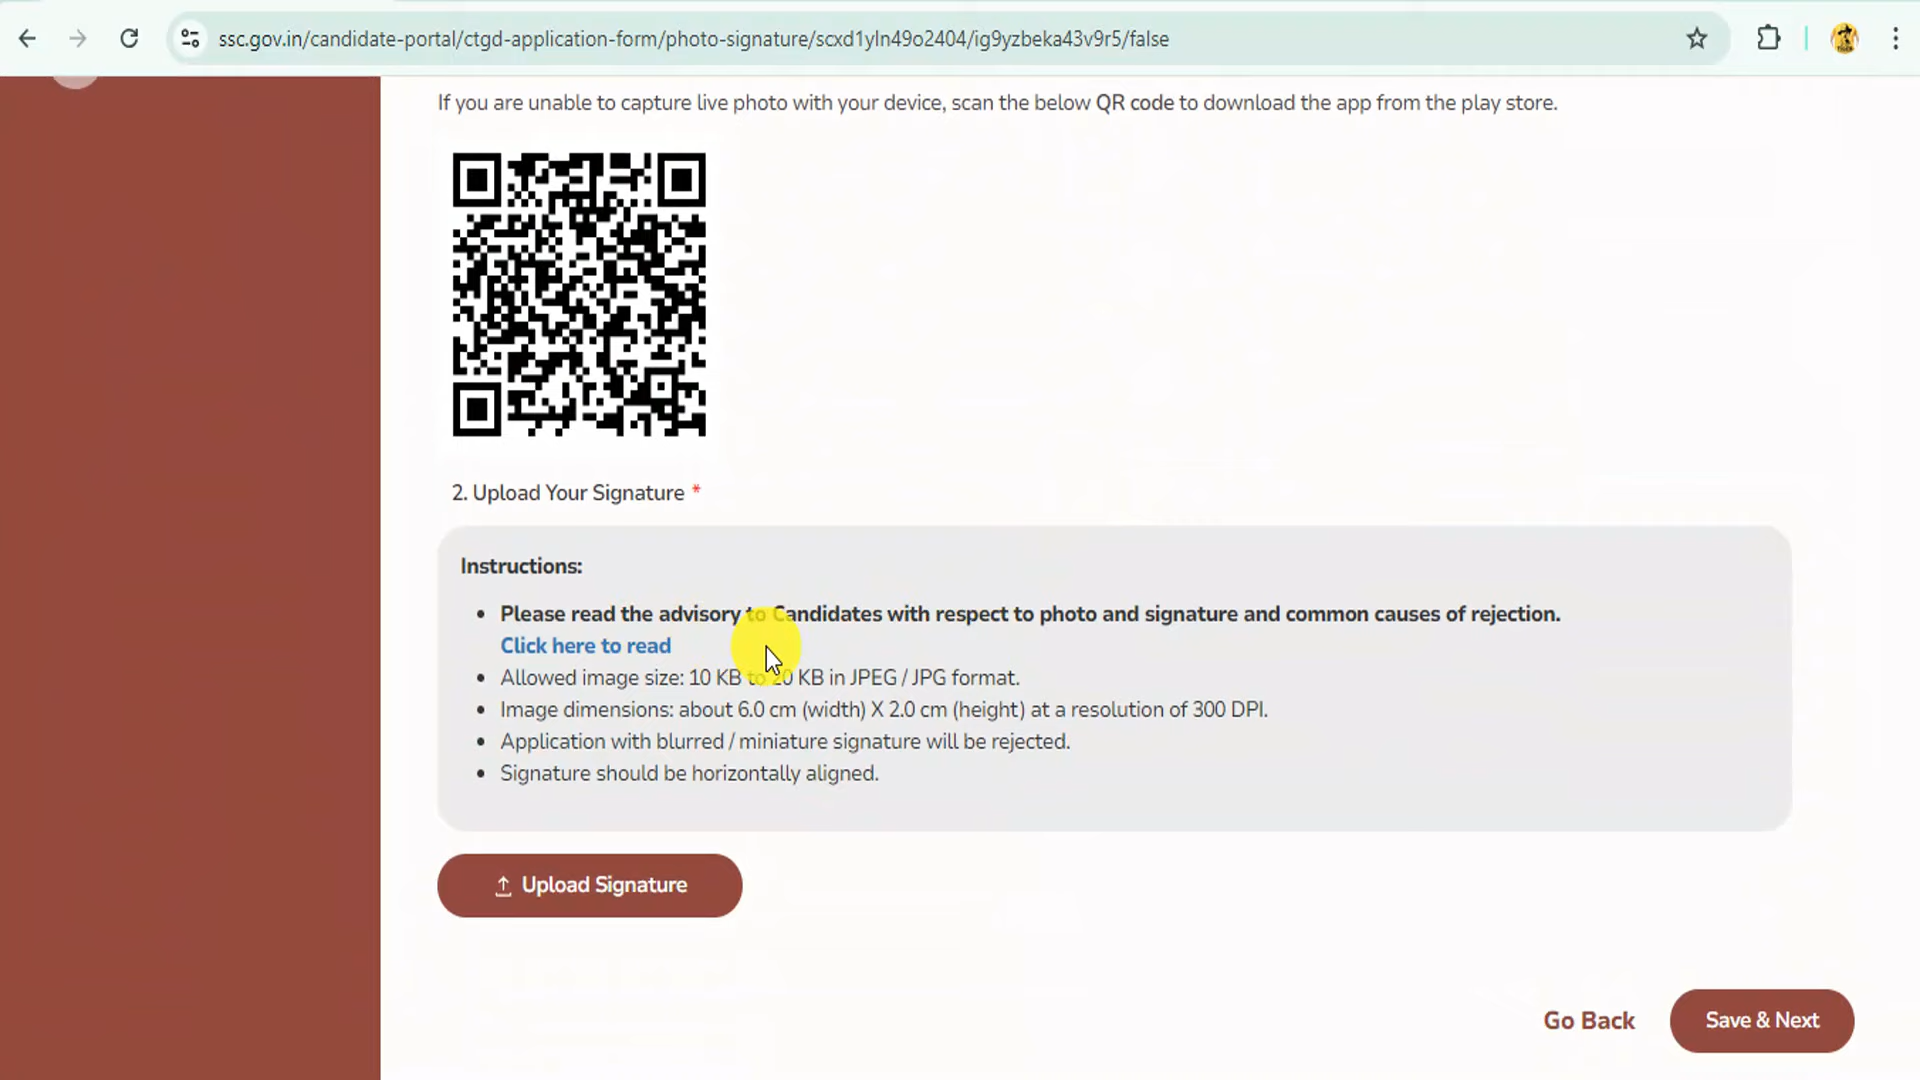 ssc.gov.in/candidate-portal/ctgd-application-form/photo-signature/scxd1yln49o2404/ig9yzbeka43v9r5/false
If you are unable to capture live photo with your device, scan the below QR code to download the app from the play store.
2. Upload Your Signature *
Instructions:
• Please read the advisory to Candidates with respect to photo and signature and common causes of rejection.
Click here to read
• Allowed image size: 10 KB to 20 KB in JPEG / JPG format.
• Image dimensions: about 6.0 cm (width) X 2.0 cm (height) at a resolution of 300 DPI.
• Application with blurred / miniature signature will be rejected.
• Signature should be horizontally aligned.
Upload Signature
Go Back
Save & Next